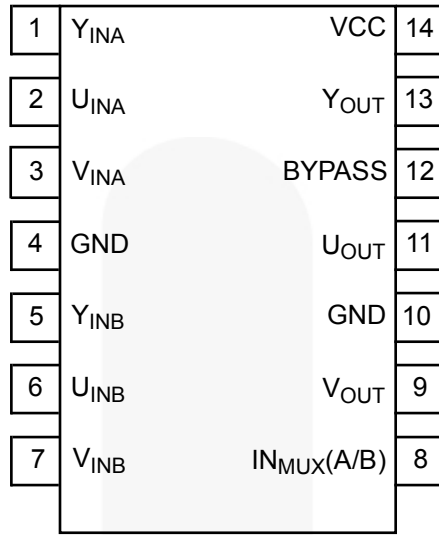 1 YINA VCC 14
2 UINA YOUT 13
3 VINA BYPASS 12
4 GND UOUT 11
5 YINB GND 10
6 UINB VOUT 9
7 VINB INMUX(A/B) 8